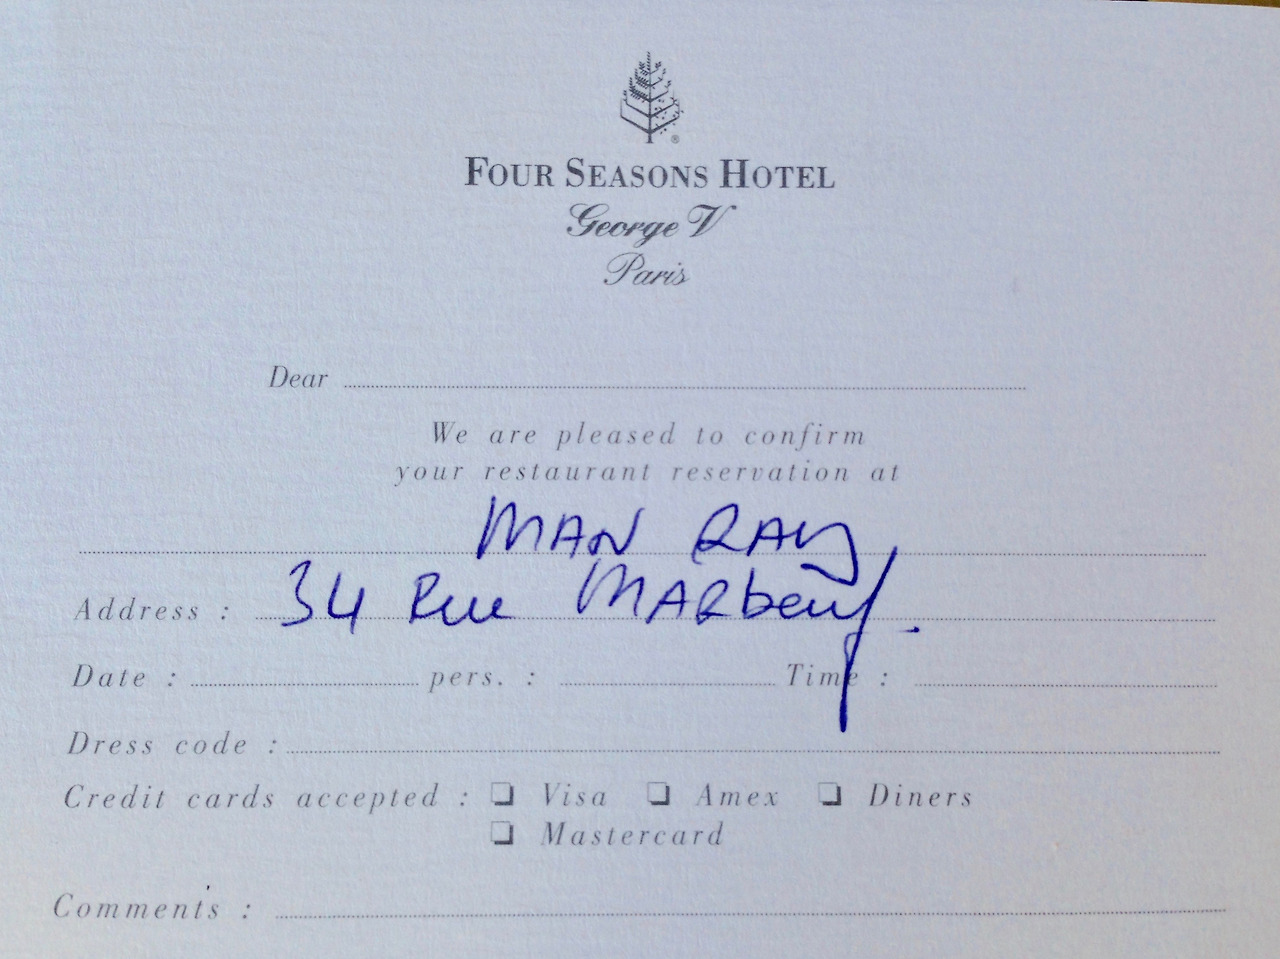 FOUR SEASONS HOTEL
George V
Paris
Dear
We are pleased to confirm
your restaurant reservation at
MAN RAY
Address : 34 Rue MARbeuf.
Date : pers. : Time :
Dress code :
Credit cards accepted : ❏ Visa ❏ Amex ❏ Diners
❏ Mastercard
Comments :